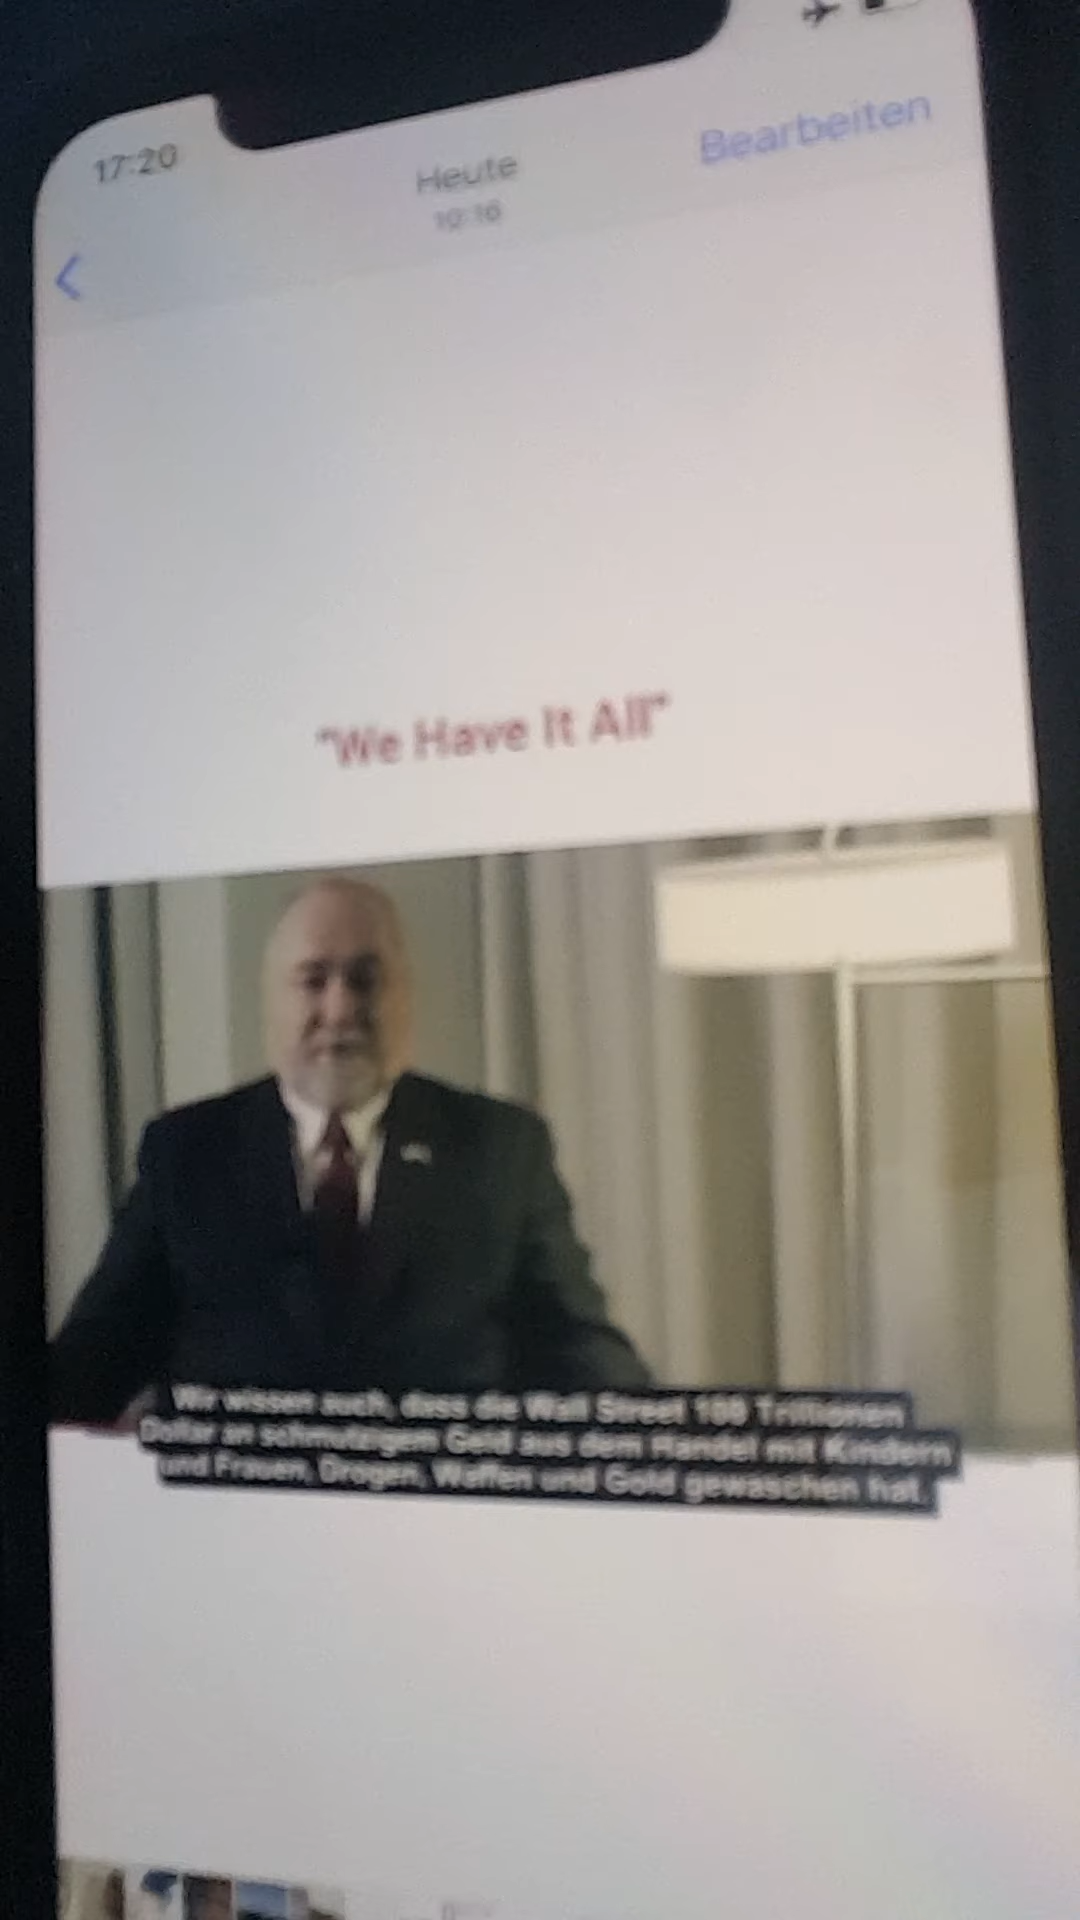 17:20
Heute
10:16
Bearbeiten
"We Have It All"
Wir wissen auch, dass die Wall Street 100 Trillionen
Dollar an schmutzigem Geld aus dem Handel mit Kindern
und Frauen, Drogen, Waffen und Gold gewaschen hat.